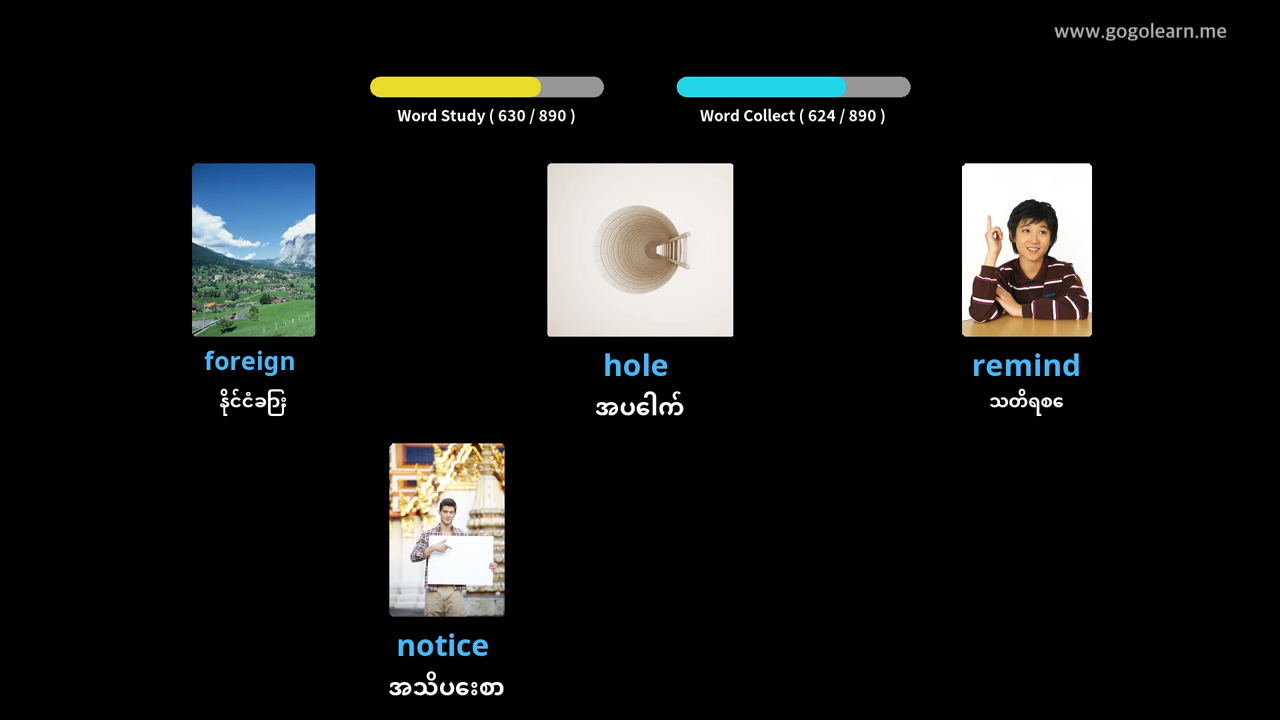 www.gogolearn.me
Word Study ( 630 / 890 )
Word Collect ( 624 / 890 )
foreign
နိုင်ငံခြား
hole
အပေါက်
remind
သတိရစေ
notice
အသိပေးစာ